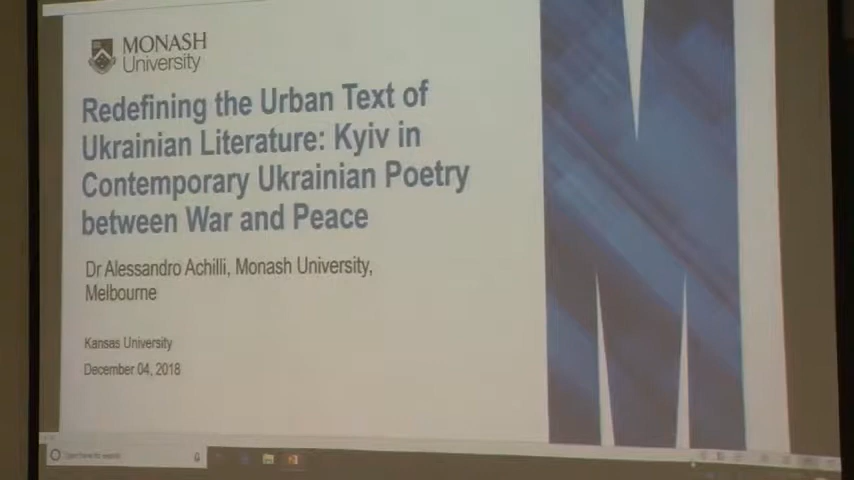 MONASH
University
Redefining the Urban Text of
Ukrainian Literature: Kyiv in
Contemporary Ukrainian Poetry
between War and Peace
Dr Alessandro Achilli, Monash University,
Melbourne
Kansas University
December 04, 2018